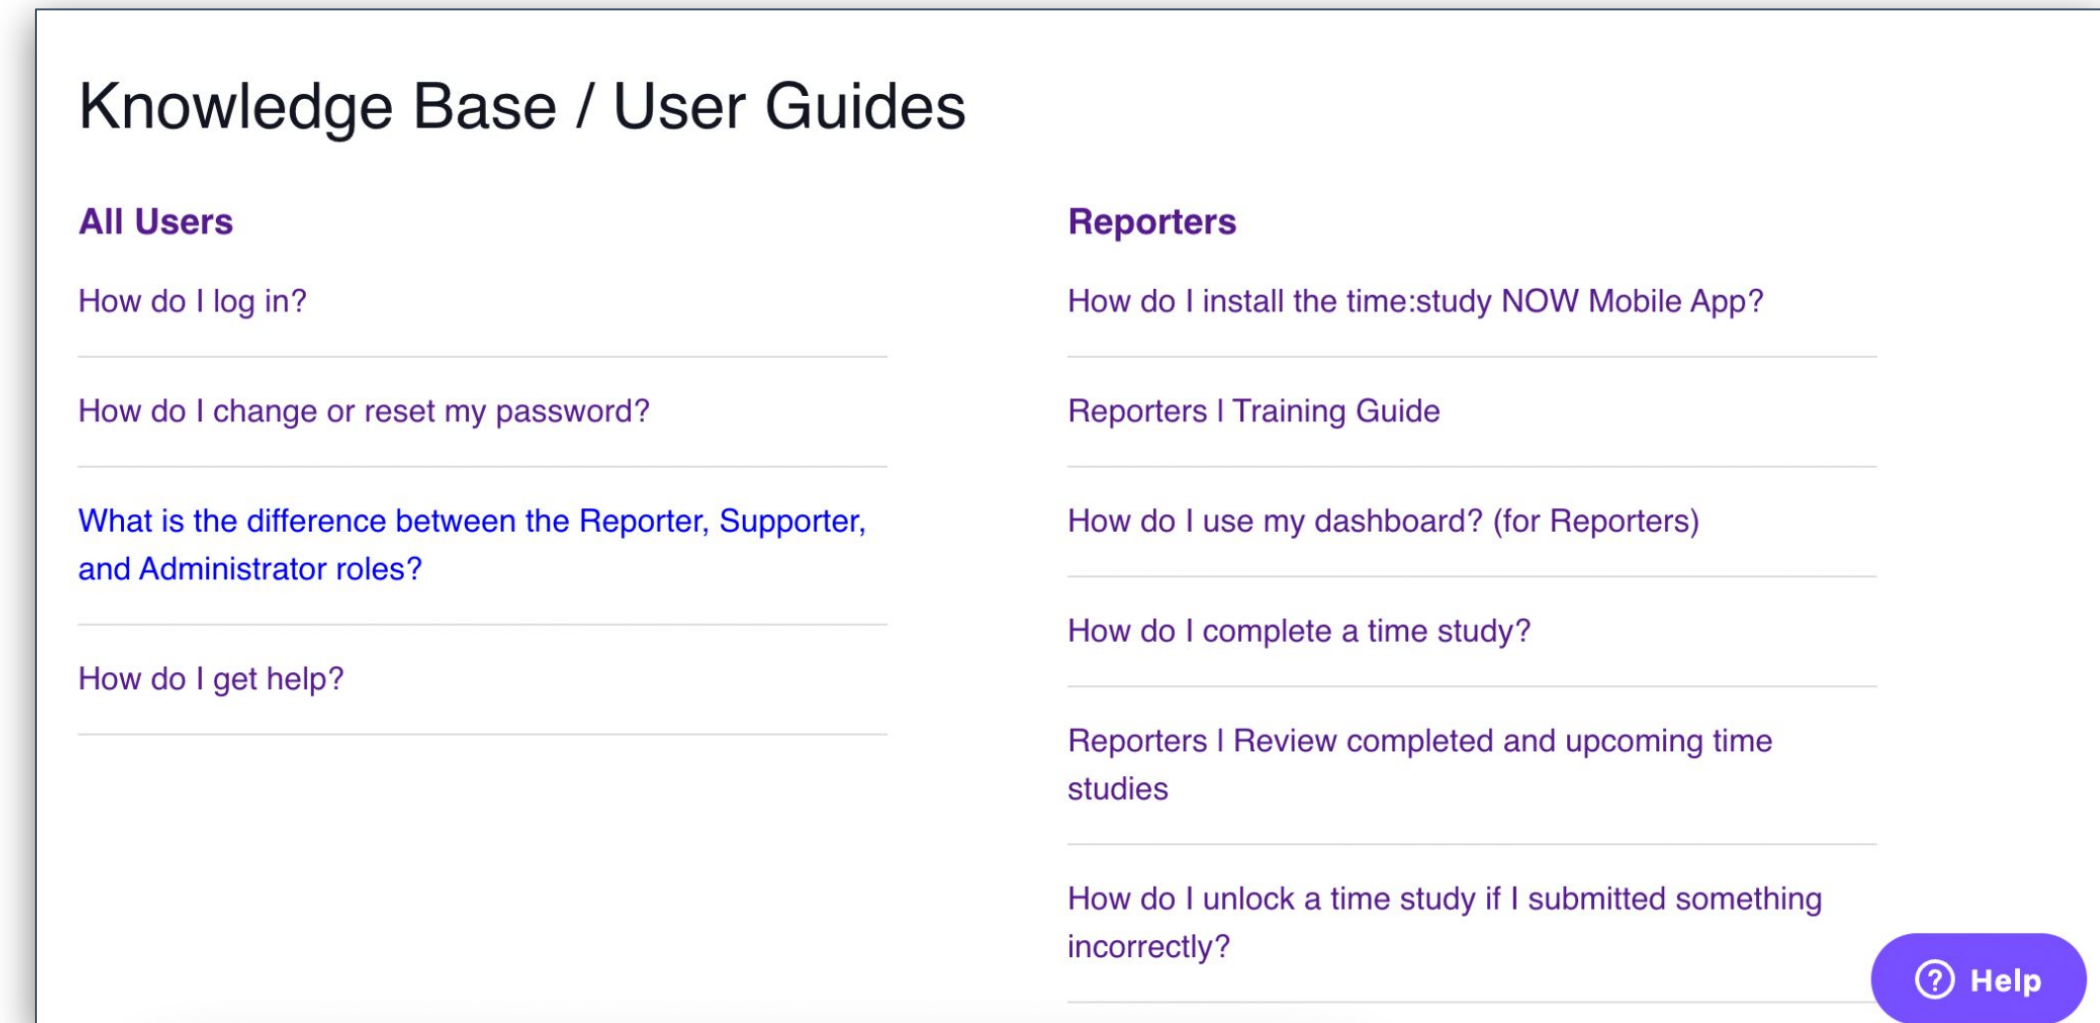 Knowledge Base / User Guides
All Users
How do I log in?
How do I change or reset my password?
What is the difference between the Reporter, Supporter,
and Administrator roles?
How do I get help?
Reporters
How do I install the time:study NOW Mobile App?
Reporters | Training Guide
How do I use my dashboard? (for Reporters)
How do I complete a time study?
Reporters | Review completed and upcoming time
studies
How do I unlock a time study if I submitted something
incorrectly?
Help